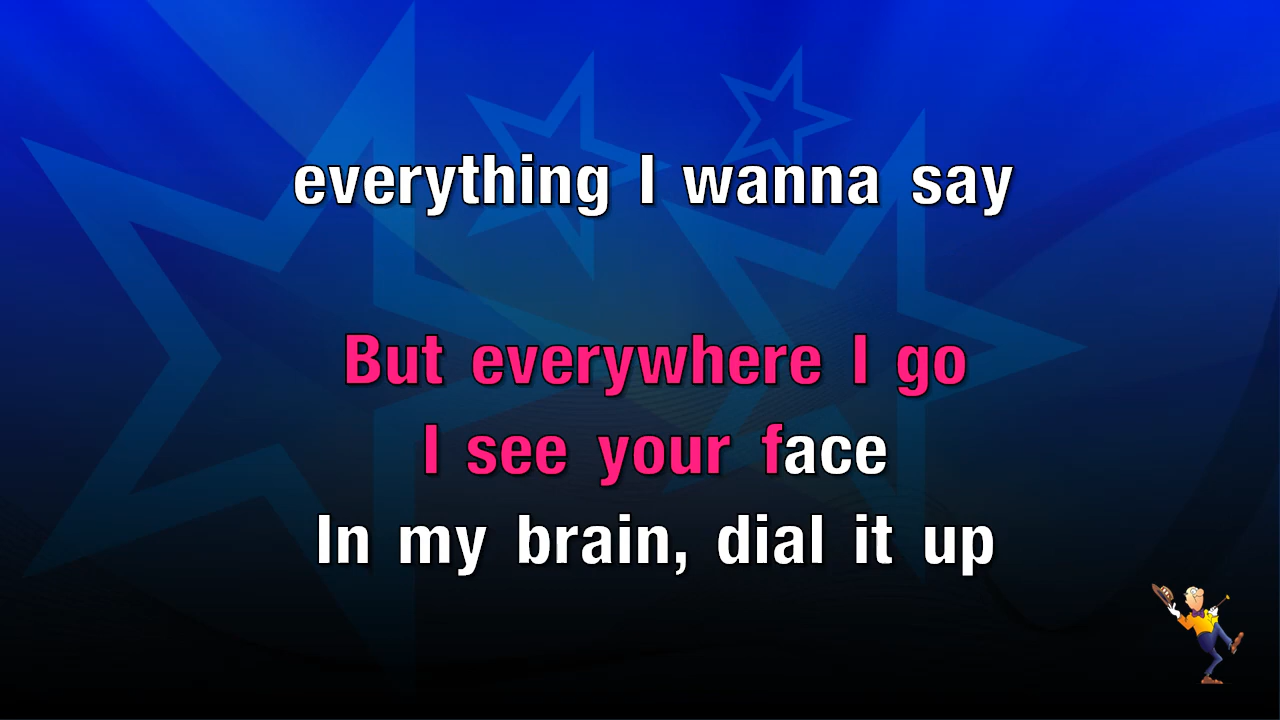 everything I wanna say
But everywhere I go
I see your face
In my brain, dial it up